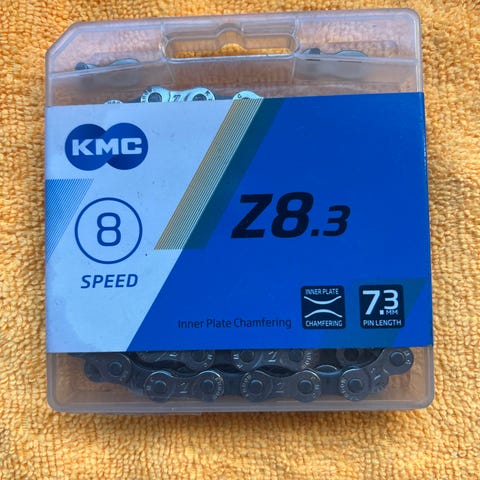 KMC
8
SPEED
Z8.3
Inner Plate Chamfering
INNER PLATE
CHAMFERING
7.3 MM
PIN LENGTH